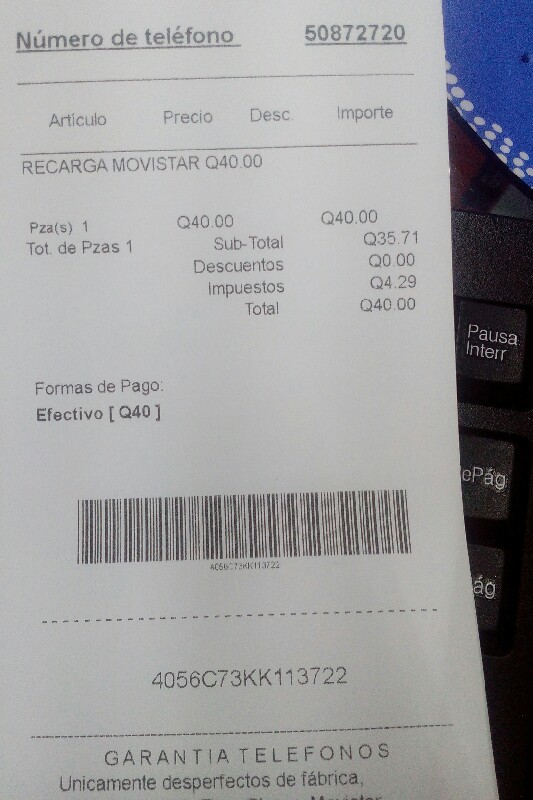 Número de teléfono 50872720
Artículo Precio Desc. Importe
RECARGA MOVISTAR Q40.00
Pza(s) 1 Q40.00 Q40.00
Tot. de Pzas 1 Sub-Total Q35.71
Descuentos Q0.00
Impuestos Q4.29
Total Q40.00
Formas de Pago:
Efectivo [ Q40 ]
4056C73KK113722
4056C73KK113722
GARANTIA TELEFONOS
Unicamente desperfectos de fábrica,
Movistar
Pausa
Interr
ePág
ág